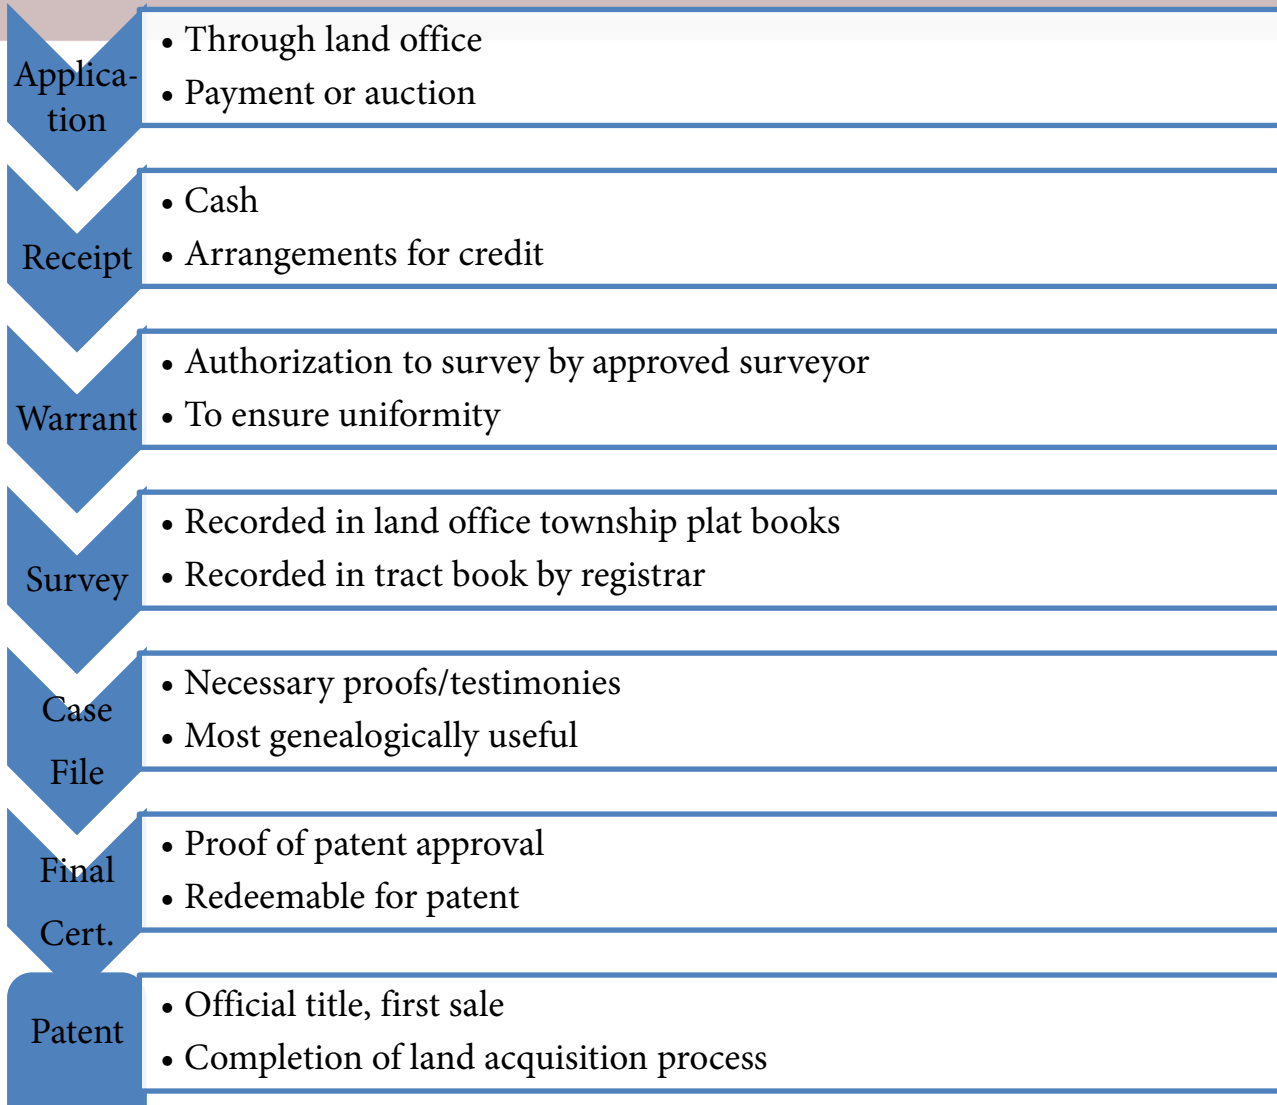 Applica-
tion
• Through land office
• Payment or auction
Receipt
• Cash
• Arrangements for credit
Warrant
• Authorization to survey by approved surveyor
• To ensure uniformity
Survey
• Recorded in land office township plat books
• Recorded in tract book by registrar
Case
File
• Necessary proofs/testimonies
• Most genealogically useful
Final
Cert.
• Proof of patent approval
• Redeemable for patent
Patent
• Official title, first sale
• Completion of land acquisition process